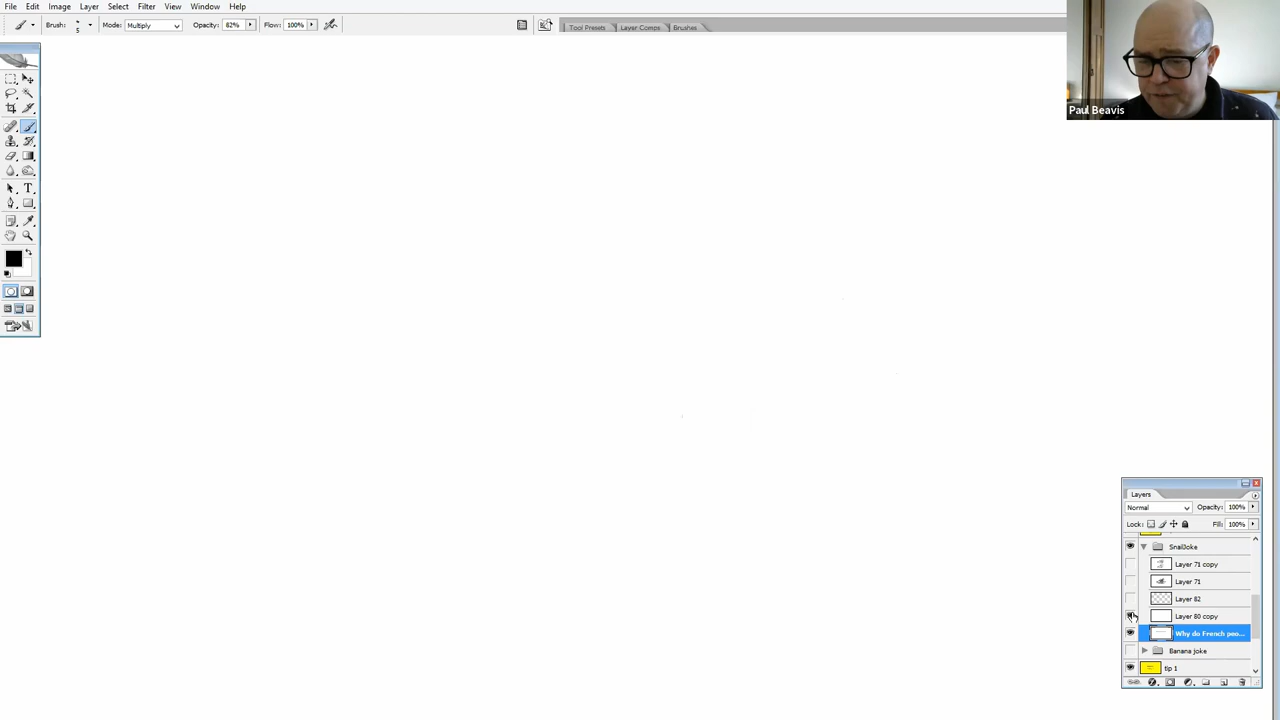 File Edit Image Layer Select Filter View Window Help
Brush: 5 Mode: Multiply Opacity: 82% Flow: 100% Tool Presets Layer Comps Brushes
Paul Beavis
Layers
Normal Opacity: 100%
Lock: Fill: 100%
SnailJoke
Layer 71 copy
Layer 71
Layer 82
Layer 80 copy
Why do French peo...
Banana joke
tip 1